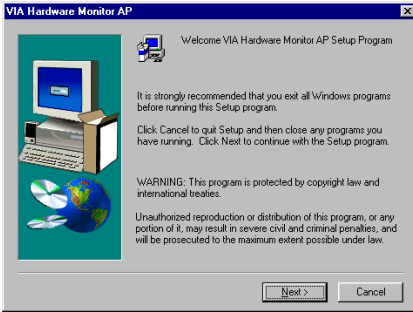 VIA Hardware Monitor AP
Welcome VIA Hardware Monitor AP Setup Program
It is strongly recommended that you exit all Windows programs
before running this Setup program.
Click Cancel to quit Setup and then close any programs you
have running. Click Next to continue with the Setup program.
WARNING: This program is protected by copyright law and
international treaties.
Unauthorized reproduction or distribution of this program, or any
portion of it, may result in severe civil and criminal penalties, and
will be prosecuted to the maximum extent possible under law.
Next > Cancel